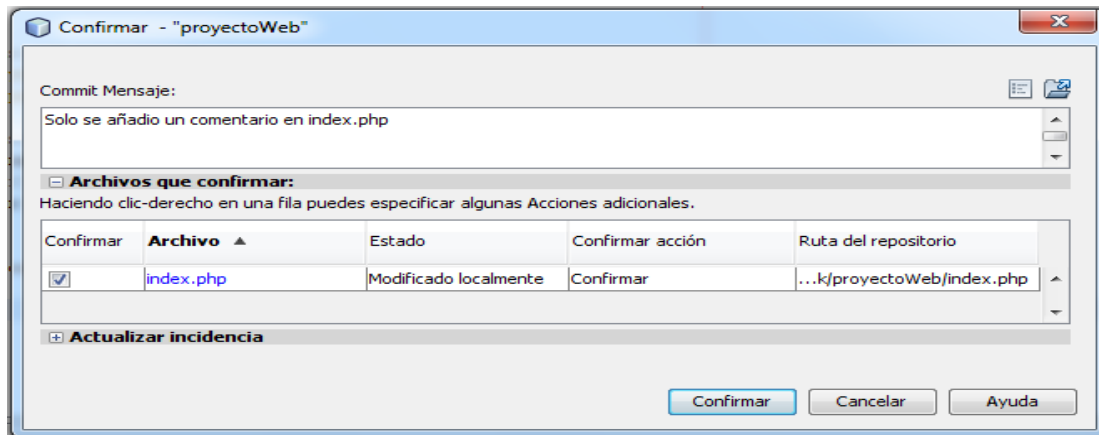 Confirmar - "proyectoWeb"
Commit Mensaje:
Solo se añadio un comentario en index.php
Archivos que confirmar:
Haciendo clic-derecho en una fila puedes especificar algunas Acciones adicionales.
Confirmar Archivo Estado Confirmar acción Ruta del repositorio
index.php Modificado localmente Confirmar ...k/proyectoWeb/index.php
Actualizar incidencia
Confirmar Cancelar Ayuda